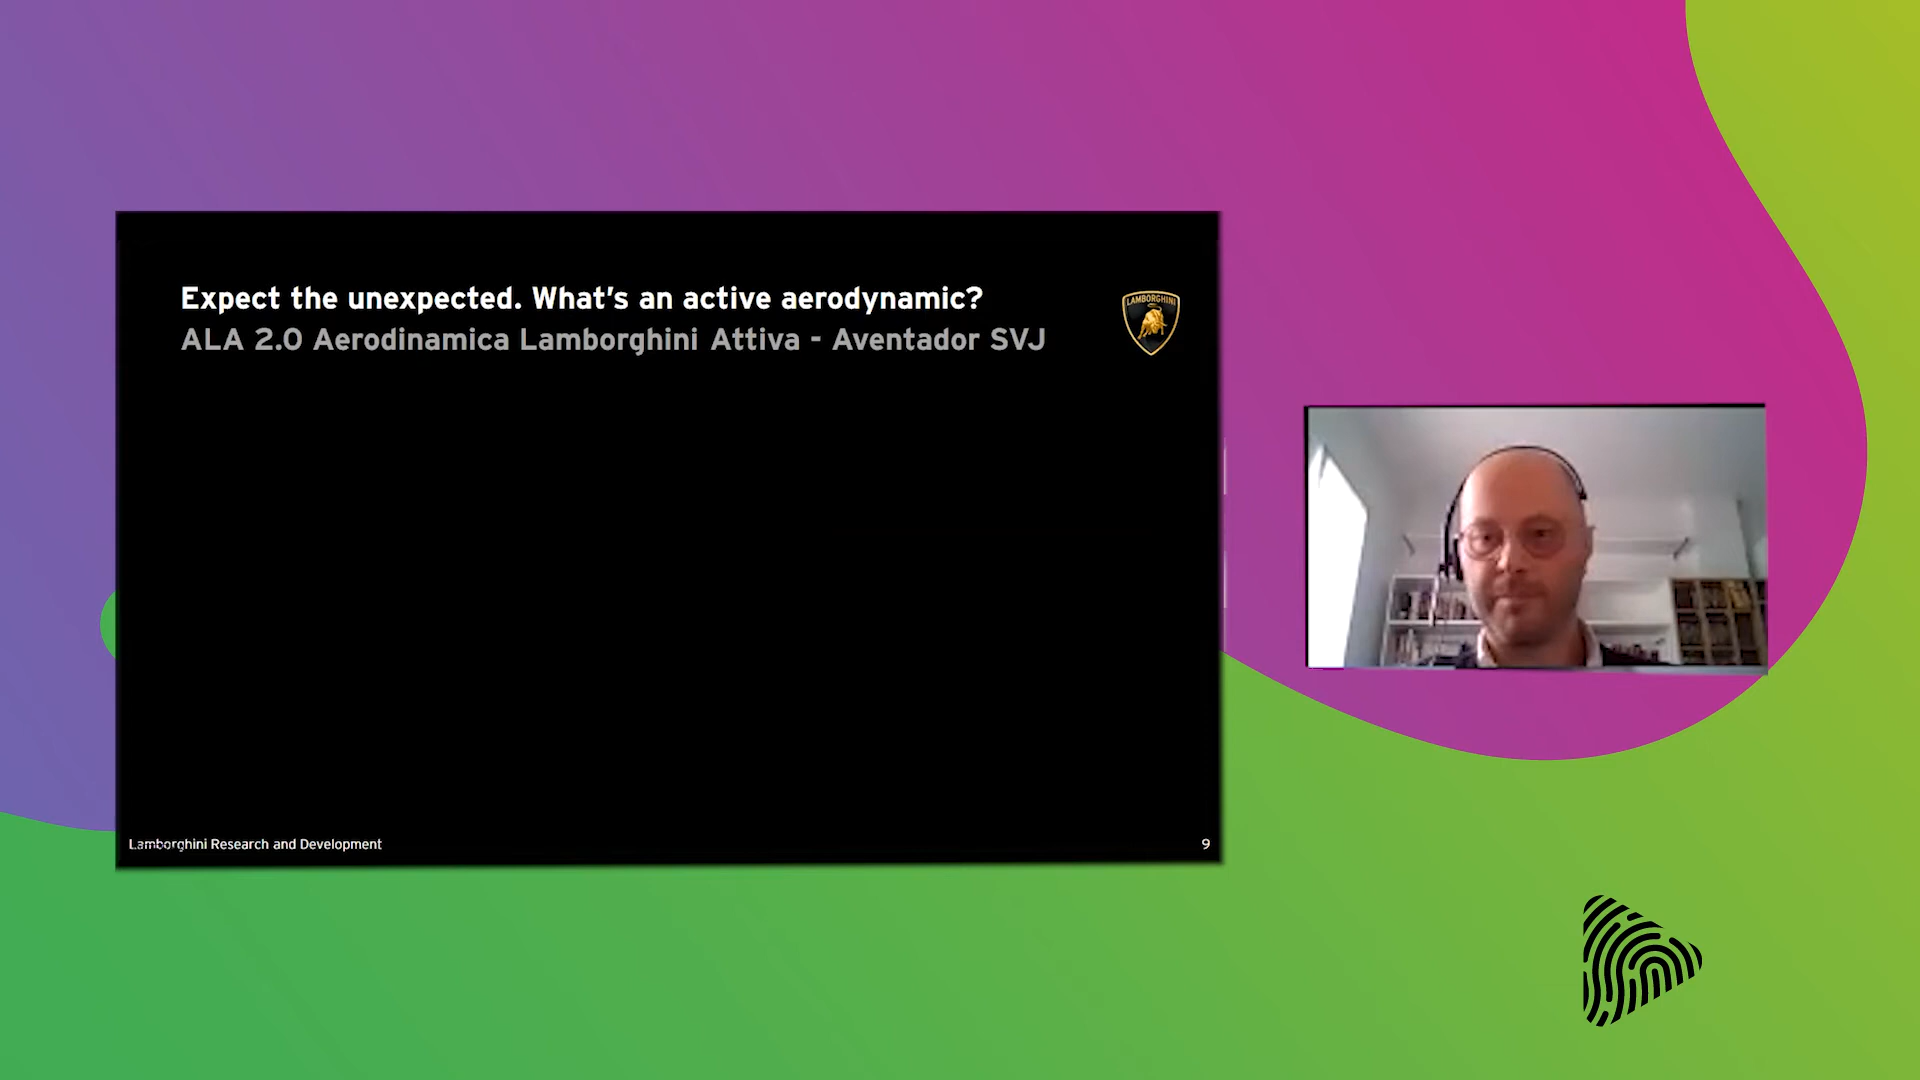 Expect the unexpected. What's an active aerodynamic?
ALA 2.0 Aerodinamica Lamborghini Attiva - Aventador SVJ
LAMBORGHINI
Lamborghini Research and Development
9